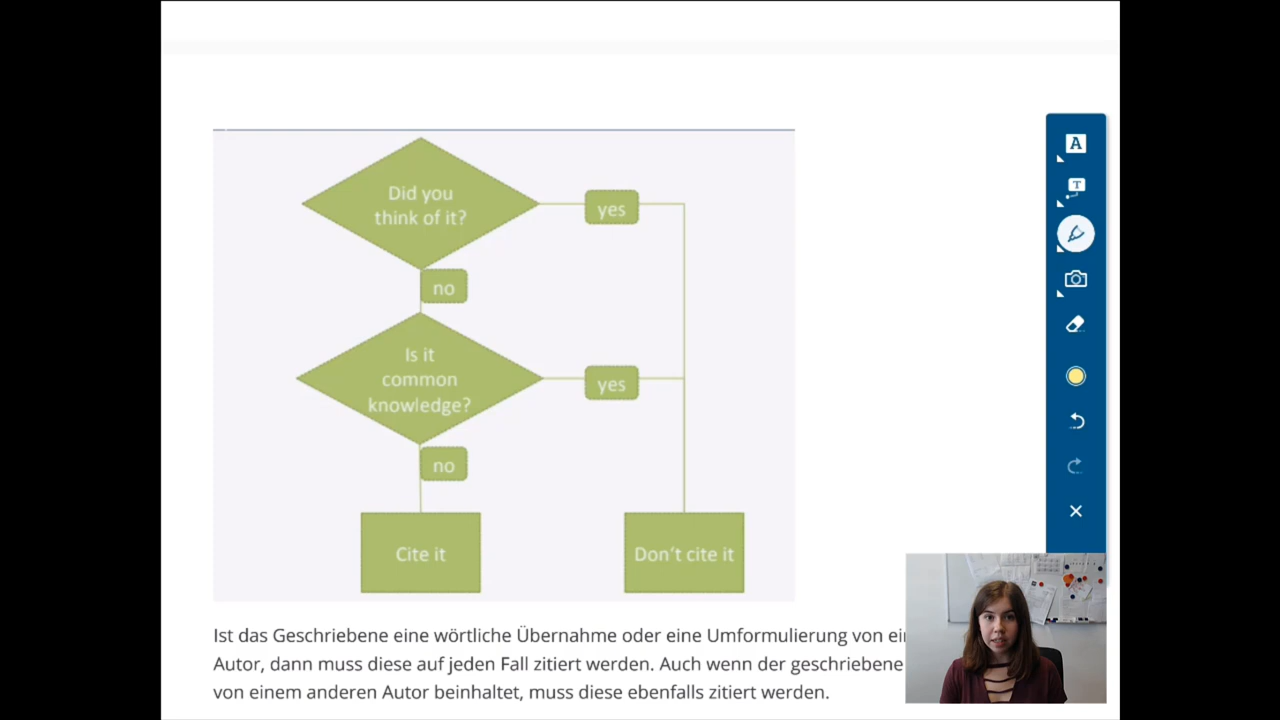 Did you
think of it?
yes
no
Is it
common
knowledge?
yes
no
Cite it
Don't cite it
Ist das Geschriebene eine wörtliche Übernahme oder eine Umformulierung von
Autor, dann muss diese auf jeden Fall zitiert werden. Auch wenn der geschriebene
von einem anderen Autor beinhaltet, muss diese ebenfalls zitiert werden.
A
T